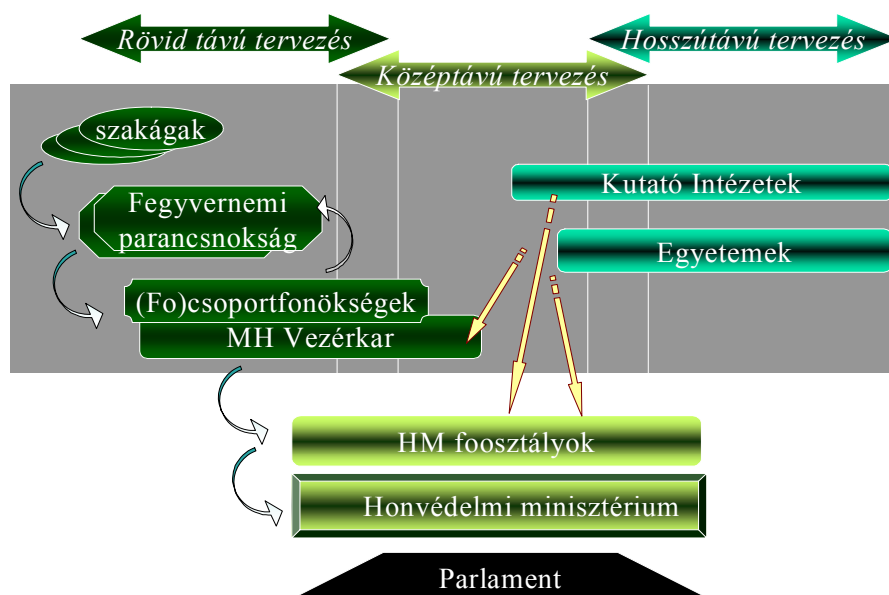 Rövid távú tervezés
Hosszútávú tervezés
Középtávú tervezés
szakágak
Kutató Intézetek
Fegyvernemi
parancsnokság
Egyetemek
(Fo)csoportfonökségek
MH Vezérkar
HM foosztályok
Honvédelmi minisztérium
Parlament